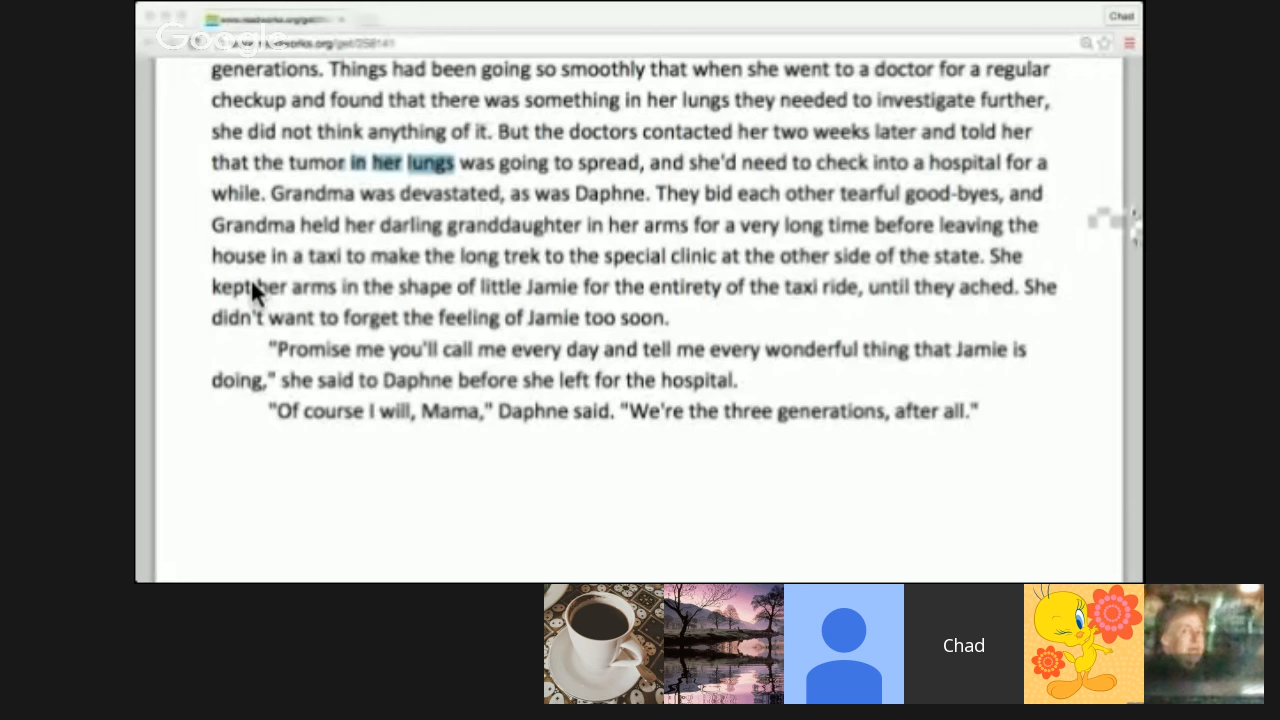 Chad
Google
generations. Things had been going so smoothly that when she went to a doctor for a regular
checkup and found that there was something in her lungs they needed to investigate further,
she did not think anything of it. But the doctors contacted her two weeks later and told her
that the tumor in her lungs was going to spread, and she'd need to check into a hospital for a
while. Grandma was devastated, as was Daphne. They bid each other tearful good-byes, and
Grandma held her darling granddaughter in her arms for a very long time before leaving the
house in a taxi to make the long trek to the special clinic at the other side of the state. She
kept her arms in the shape of little Jamie for the entirety of the taxi ride, until they ached. She
didn't want to forget the feeling of Jamie too soon.
"Promise me you'll call me every day and tell me every wonderful thing that Jamie is
doing," she said to Daphne before she left for the hospital.
"Of course I will, Mama," Daphne said. "We're the three generations, after all."
Chad